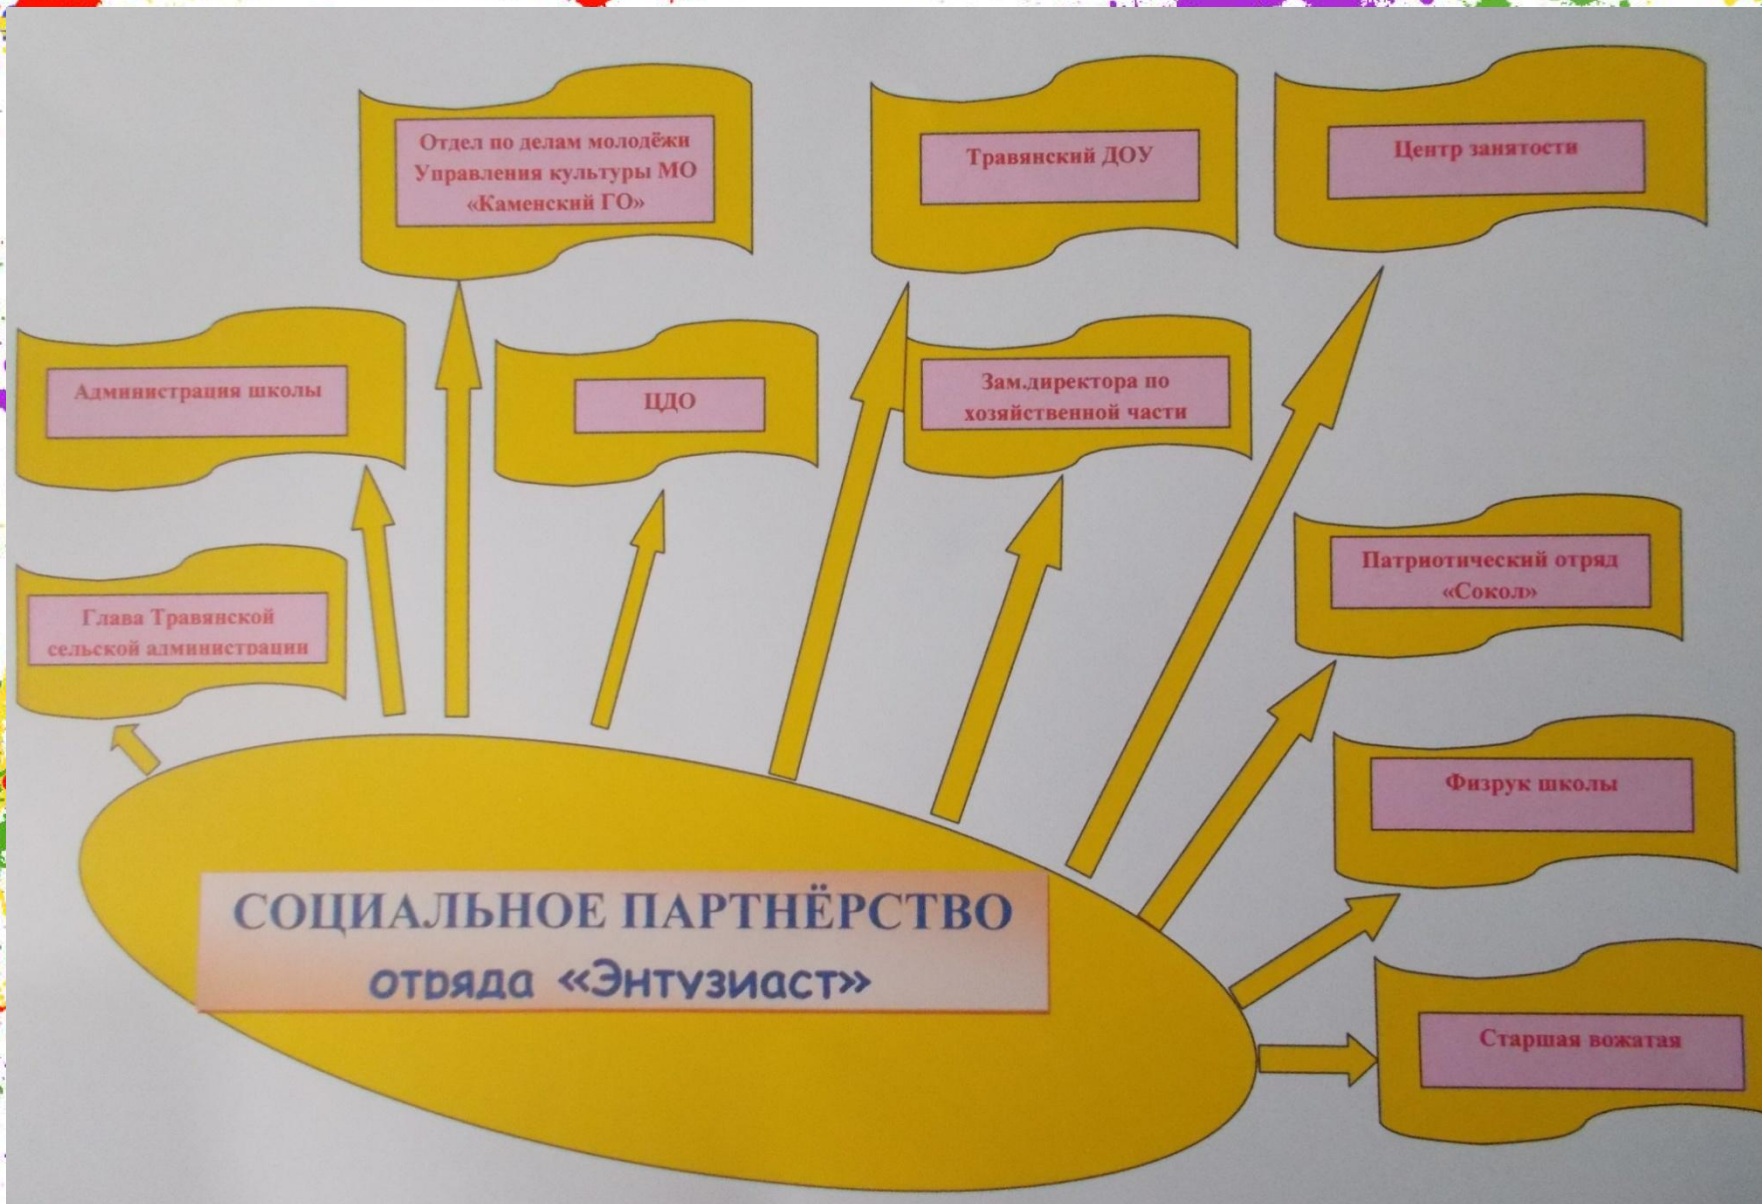 Отдел по делам молодёжи
Управления культуры МО
«Каменский ГО»
Травянский ДОУ
Центр занятости
Администрация школы
ЦДО
Зам.директора по
хозяйственной части
Глава Травянской
сельской администрации
Патриотический отряд
«Сокол»
Физрук школы
СОЦИАЛЬНОЕ ПАРТНЁРСТВО
отряда «Энтузиаст»
Старшая вожатая